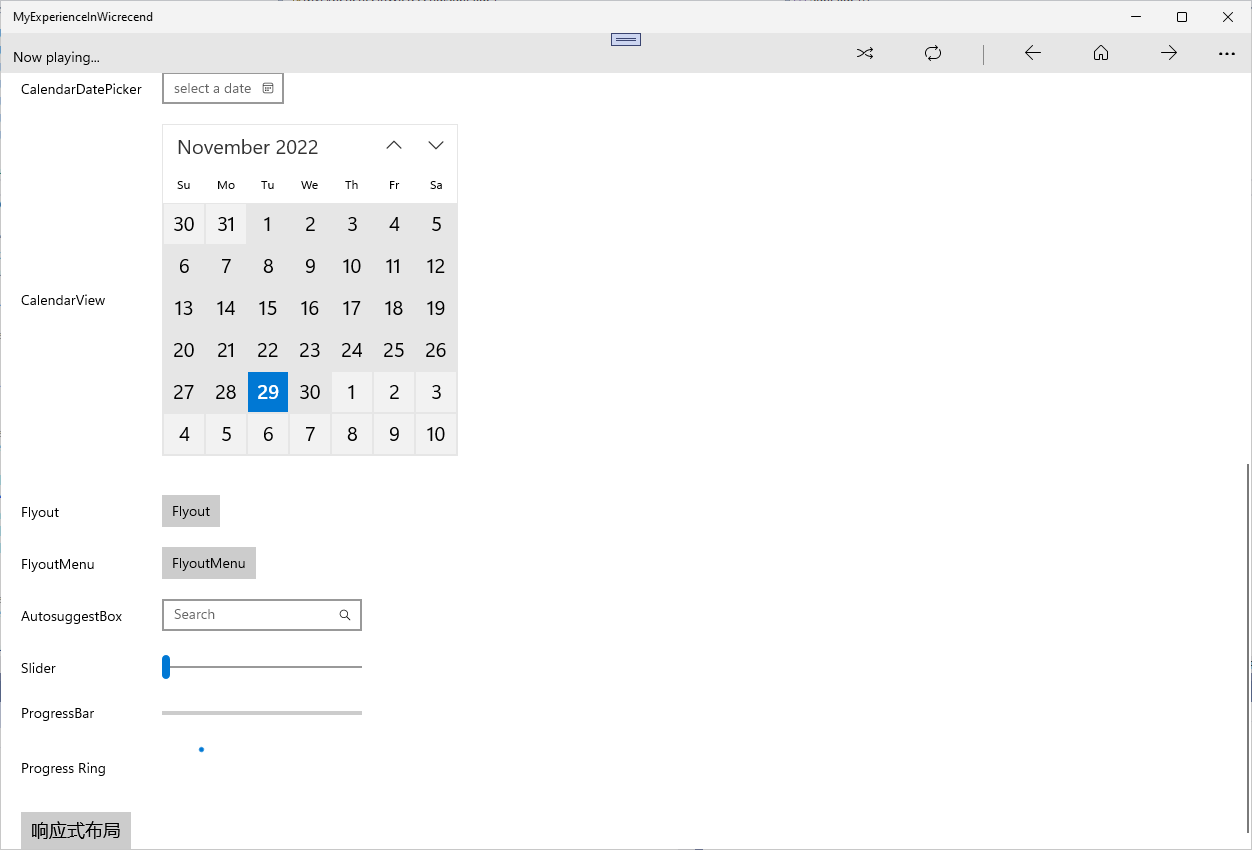 MyExperienceInWicrecend
Now playing...
CalendarDatePicker select a date
November 2022
Su Mo Tu We Th Fr Sa
30 31 1 2 3 4 5
6 7 8 9 10 11 12
CalendarView
13 14 15 16 17 18 19
20 21 22 23 24 25 26
27 28 29 30 1 2 3
4 5 6 7 8 9 10
Flyout Flyout
FlyoutMenu FlyoutMenu
AutosuggestBox Search
Slider
ProgressBar
Progress Ring
响应式布局